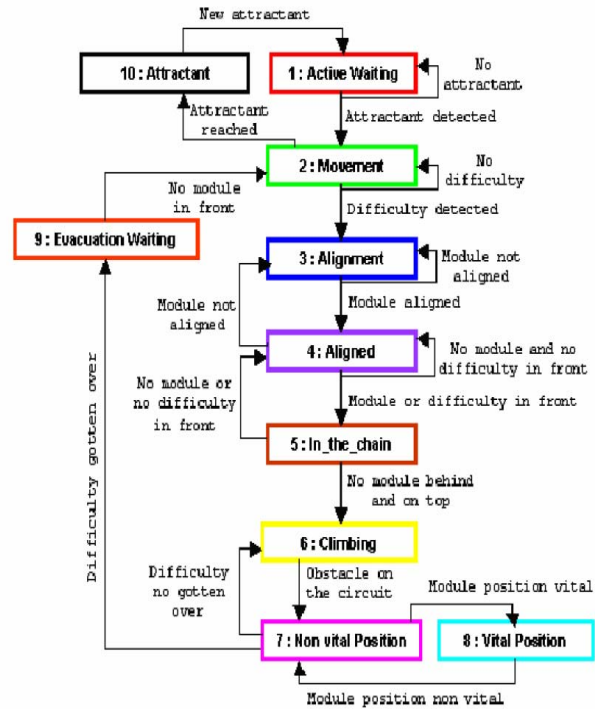 New attractant
10 : Attractant
1 : Active Waiting
No
attractant
Attractant
reached
Attractant detected
2 : Movement
No
difficulty
No module
in front
Difficulty detected
9 : Evacuation Waiting
3 : Alignment
Module not
aligned
Module not
aligned
Module aligned
4 : Aligned
No module and no
difficulty in front
No module or
no difficulty
in front
Module or difficulty in front
5 : In_the_chain
No module behind
and on top
Difficulty gotten over
6 : Climbing
Difficulty
no gotten
over
Obstacle on
the circuit
Module position vital
7 : Non vital Position
8 : Vital Position
Module position non vital